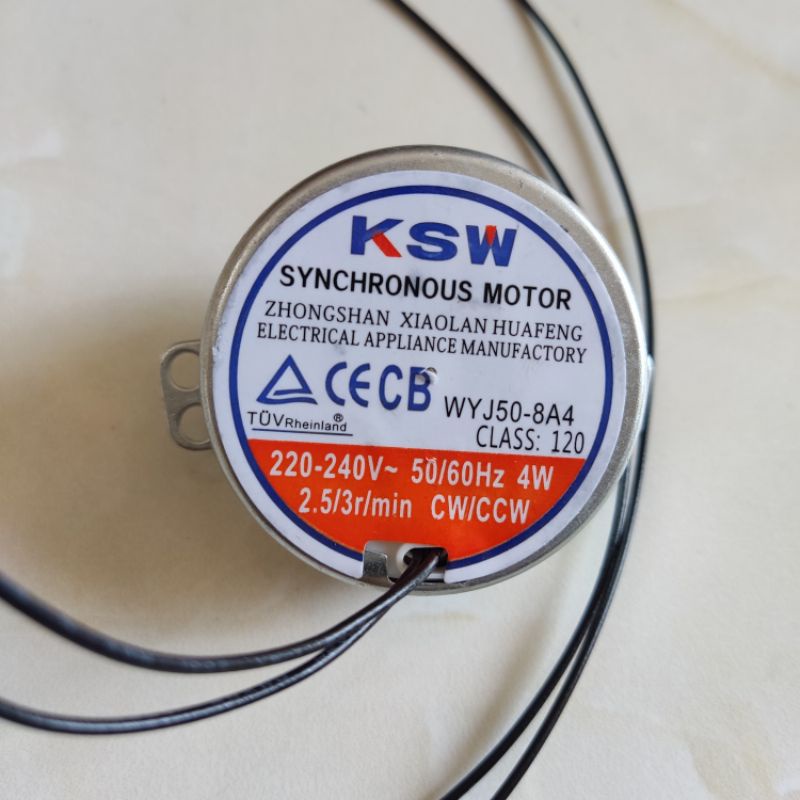 KSW
SYNCHRONOUS MOTOR
ZHONGSHAN XIAOLAN HUAFENG
ELECTRICAL APPLIANCE MANUFACTORY
CE CB WYJ50-8A4
TÜVRheinland® CLASS: 120
220-240V~ 50/60Hz 4W
2.5/3r/min CW/CCW